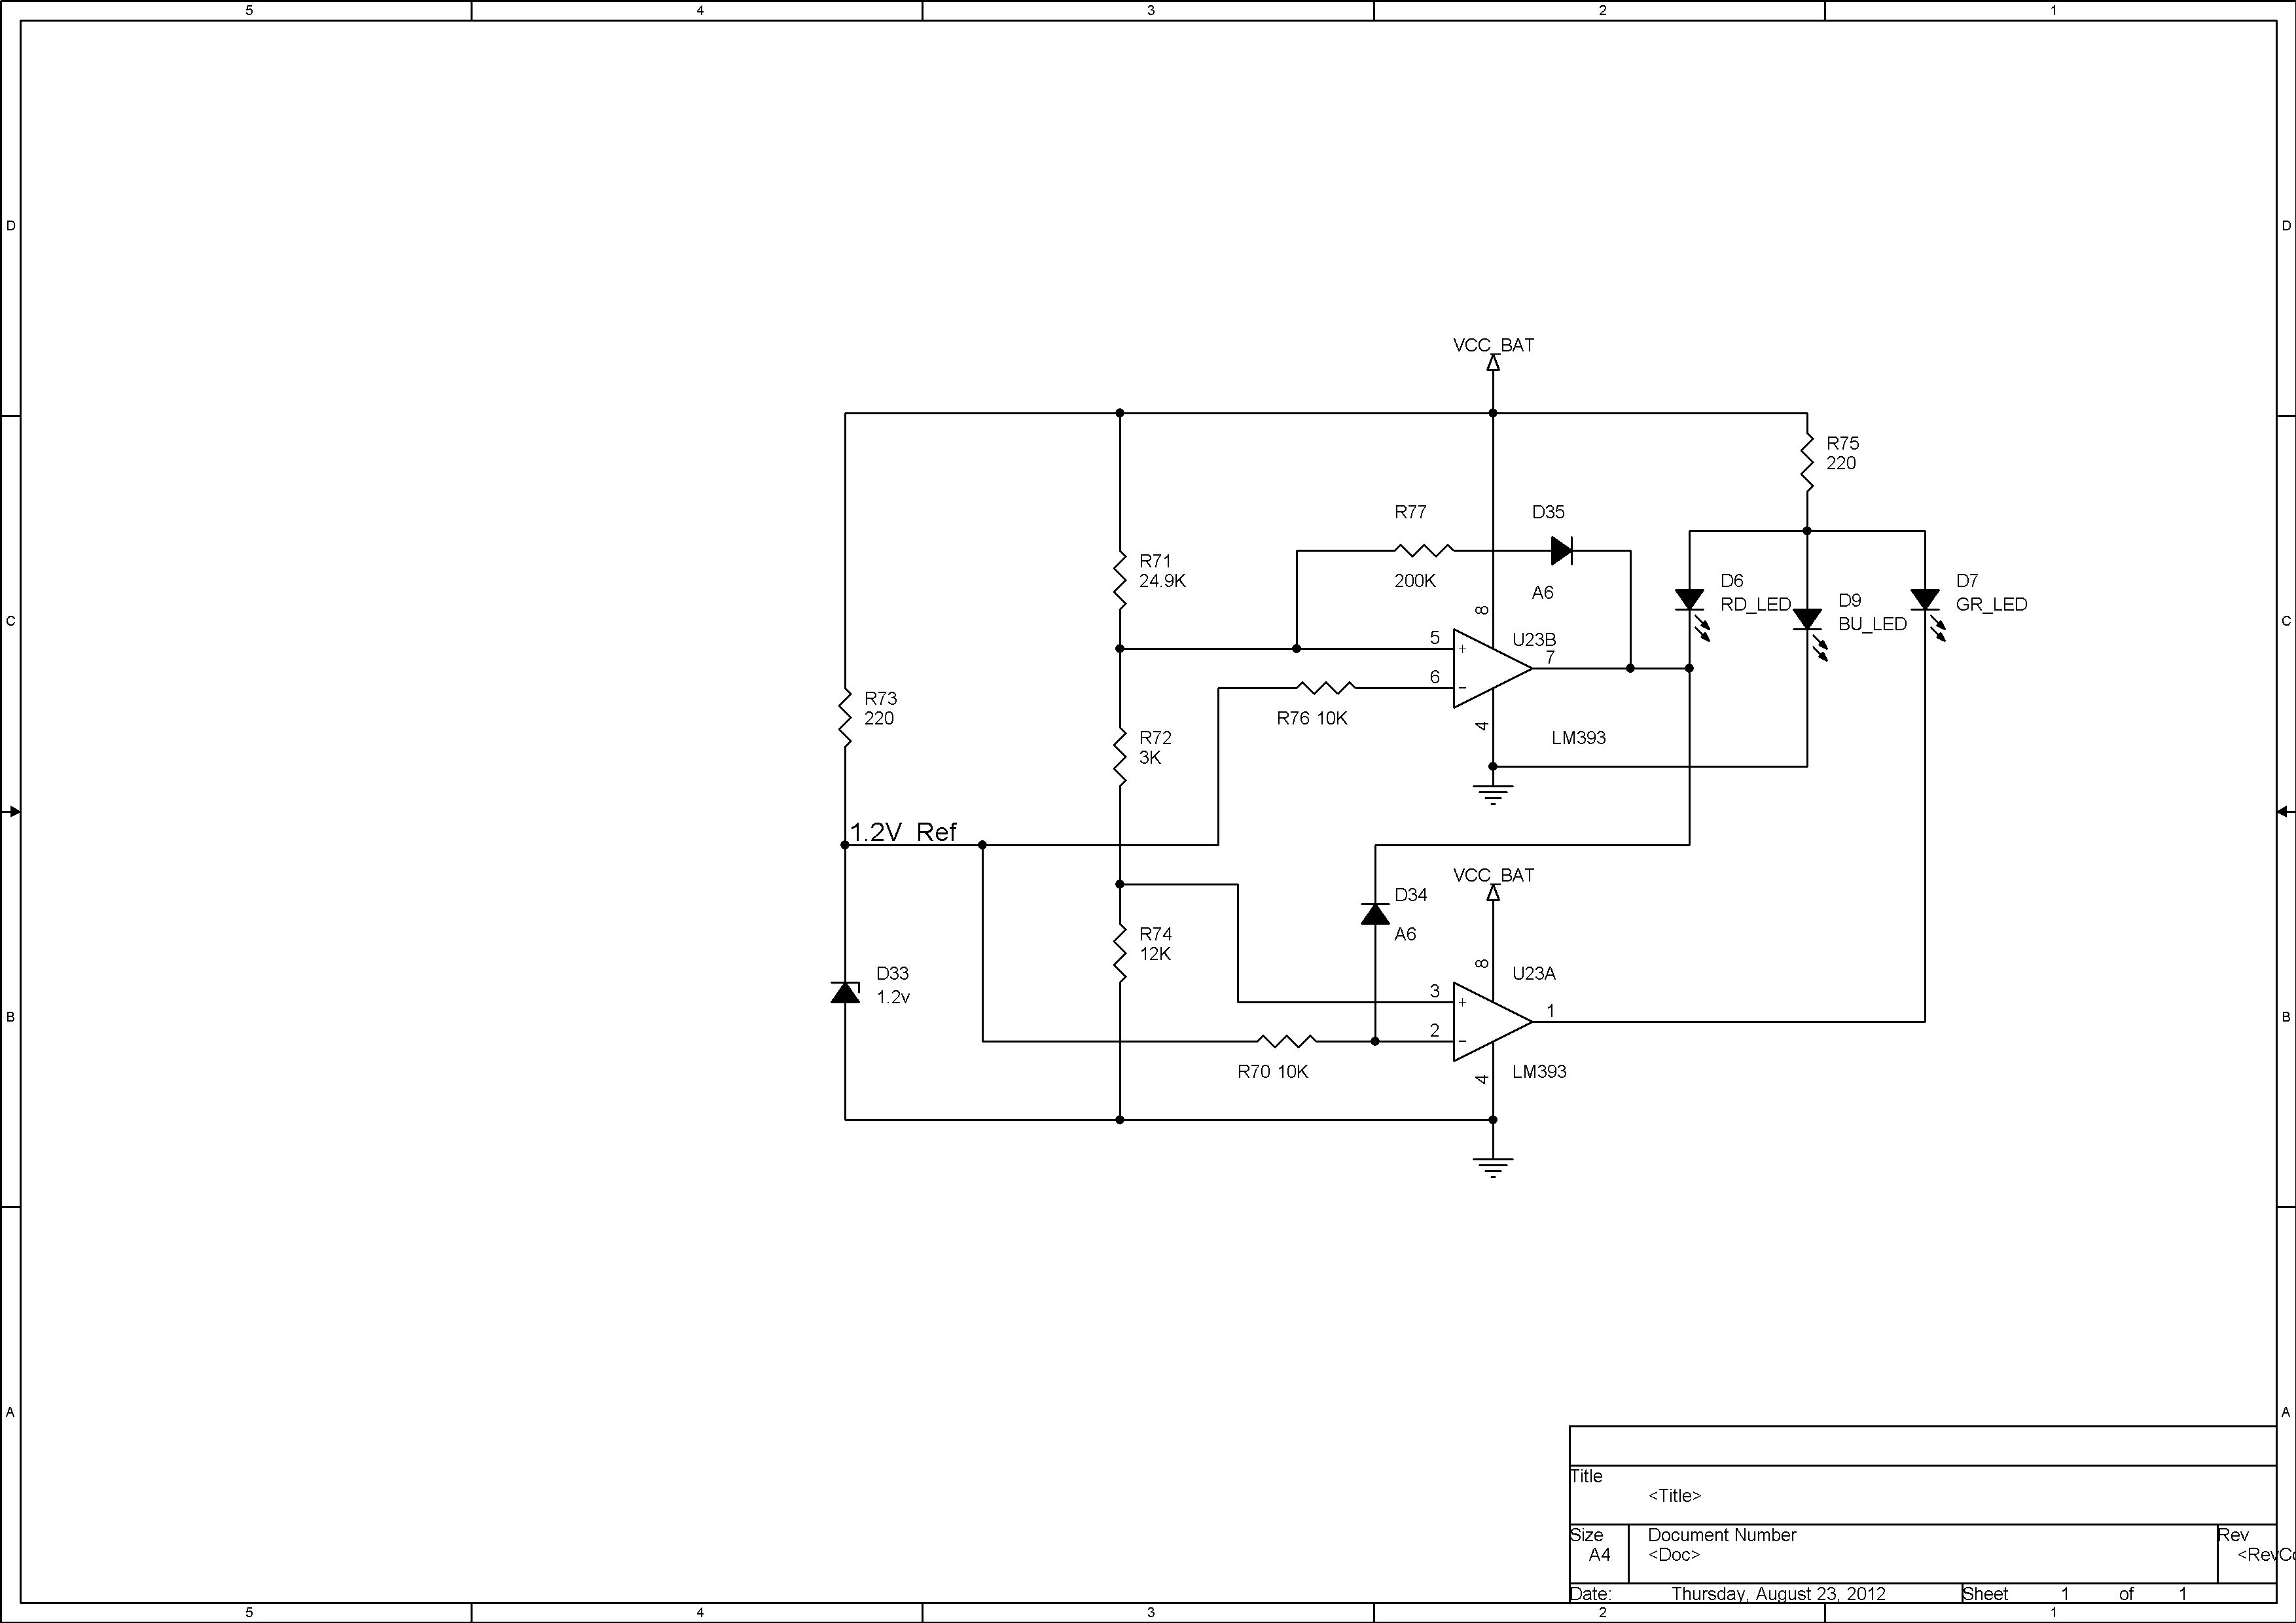 5 4 3 2 1
D D
VCC_BAT
R75
220
R77 D35
200K A6
R71
24.9K
D6
RD_LED
D9
BU_LED
D7
GR_LED
C C
8
5
+
U23B
7
6
-
R76 10K
4
LM393
R73
220
R72
3K
1.2V Ref
VCC_BAT
D34
A6
R74
12K
D33
1.2v
8
U23A
3
+
1
2
-
R70 10K
4
LM393
B B
A A
Title
<Title>
Size
A4
Document Number
<Doc>
Rev
<RevCo
Date: Thursday, August 23, 2012 Sheet 1 of 1
5 4 3 2 1